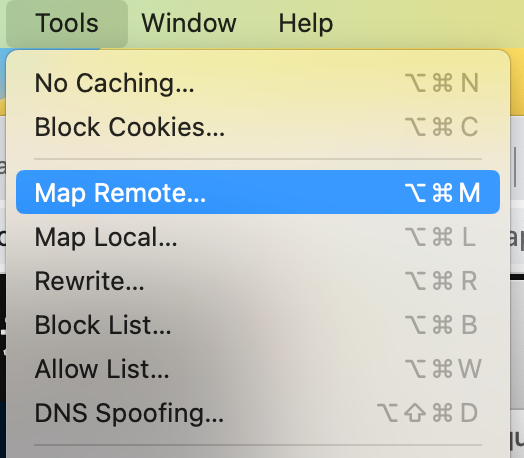 Tools Window Help
No Caching... ⌥⌘N
Block Cookies... ⌥⌘C
Map Remote... ⌥⌘M
Map Local... ⌥⌘L
Rewrite... ⌥⌘R
Block List... ⌥⌘B
Allow List... ⌥⌘W
DNS Spoofing... ⌥⇧⌘D